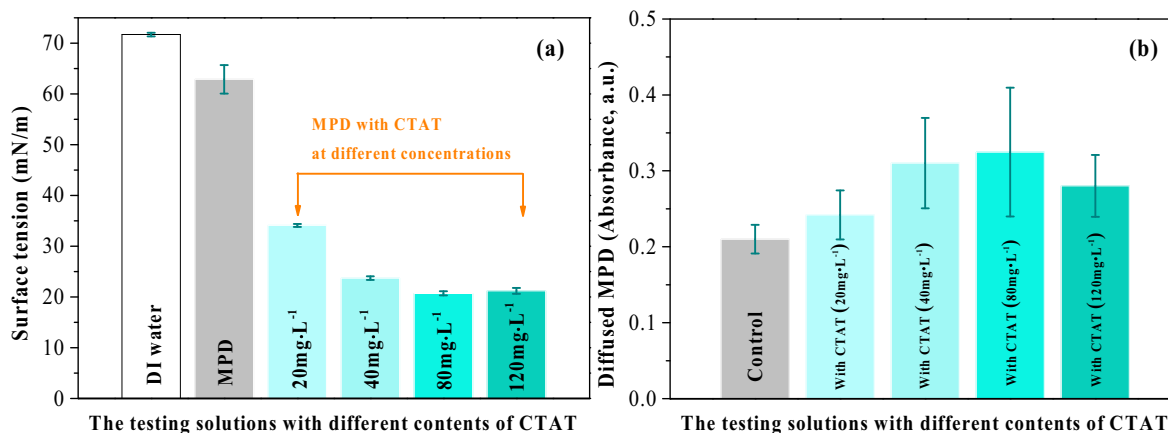 Surface tension (mN/m)
70
60
50
40
30
20
10
0
(a)
MPD with CTAT
at different concentrations
DI water
MPD
20mg·L⁻¹
40mg·L⁻¹
80mg·L⁻¹
120mg·L⁻¹
The testing solutions with different contents of CTAT
Diffused MPD (Absorbance, a.u.)
0.5
0.4
0.3
0.2
0.1
0.0
(b)
Control
With CTAT (20mg·L⁻¹)
With CTAT (40mg·L⁻¹)
With CTAT (80mg·L⁻¹)
With CTAT (120mg·L⁻¹)
The testing solutions with different contents of CTAT